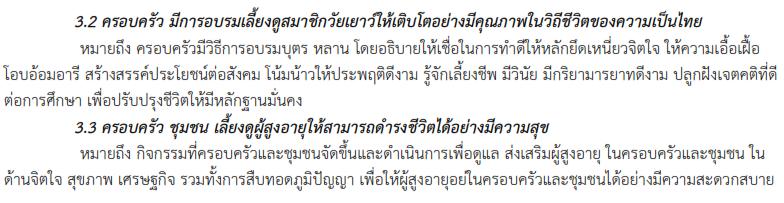 3.2 ครอบครัว มีการอบรมเลี้ยงดูสมาชิกวัยเยาว์ให้เติบโตอย่างมีคุณภาพในวิถีชีวิตของความเป็นไทย
หมายถึง ครอบครัวมีวิธีการอบรมบุตร หลาน โดยอธิบายให้เชื่อในการทำดีให้หลักยึดเหนี่ยวจิตใจ ให้ความเอื้อเฟื้อ
โอบอ้อมอารี สร้างสรรค์ประโยชน์ต่อสังคม โน้มน้าวให้ประพฤติดีงาม รู้จักเลี้ยงชีพ มีวินัย มีกริยามารยาทดีงาม ปลูกฝังเจตคติที่ดี
ต่อการศึกษา เพื่อปรับปรุงชีวิตให้มีหลักฐานมั่นคง
3.3 ครอบครัว ชุมชน เลี้ยงดูผู้สูงอายุให้สามารถดำรงชีวิตได้อย่างมีความสุข
หมายถึง กิจกรรมที่ครอบครัวและชุมชนจัดขึ้นและดำเนินการเพื่อดูแล ส่งเสริมผู้สูงอายุ ในครอบครัวและชุมชน ใน
ด้านจิตใจ สุขภาพ เศรษฐกิจ รวมทั้งการสืบทอดภูมิปัญญา เพื่อให้ผู้สูงอายุอยู่ในครอบครัวและชุมชนได้อย่างมีความสะดวกสบาย